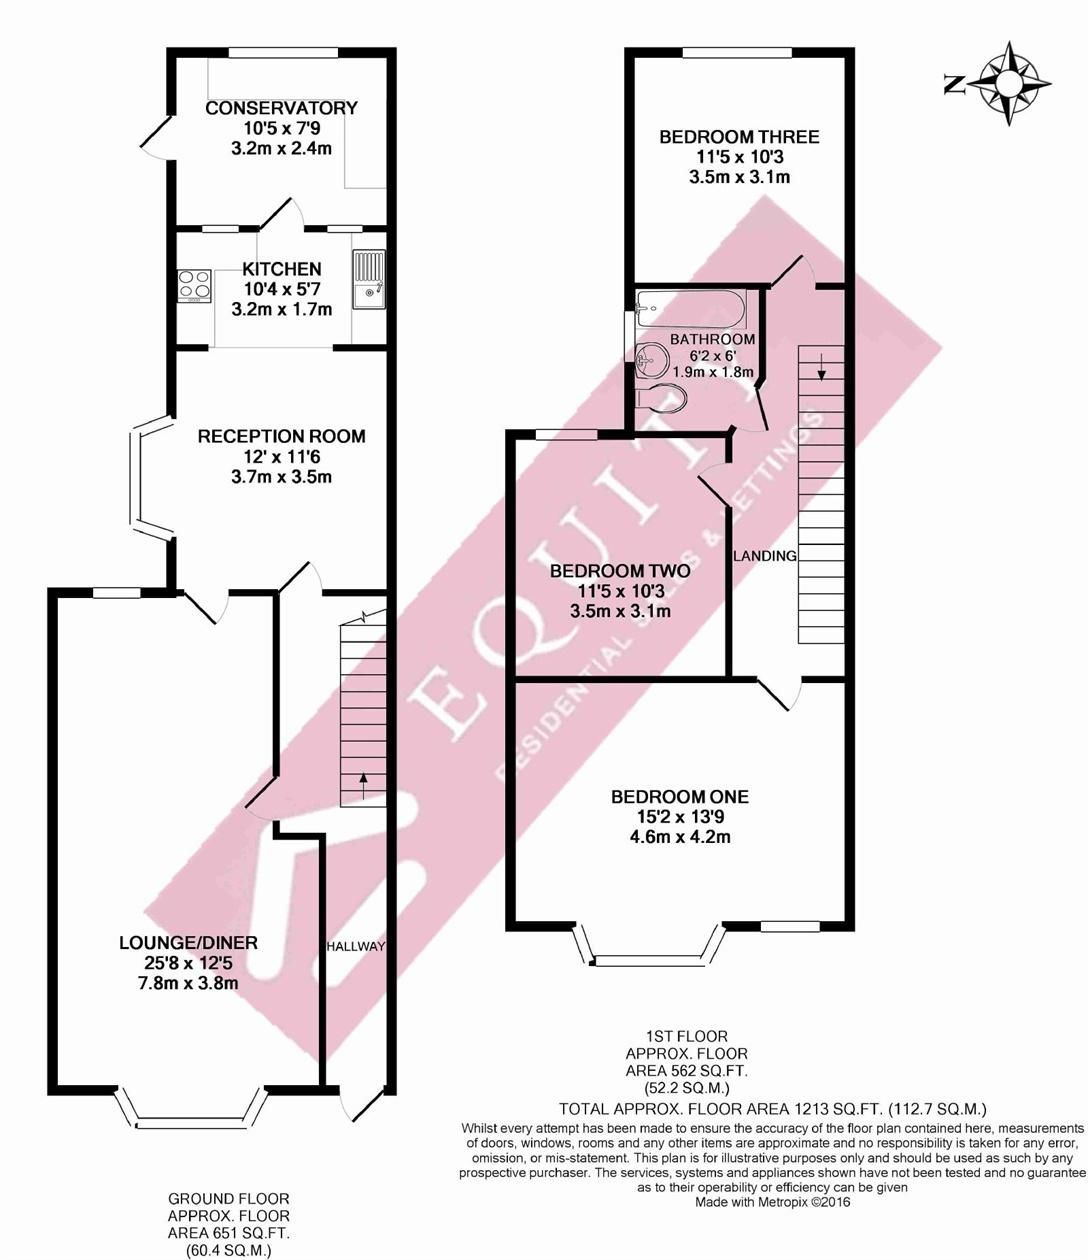 CONSERVATORY
10'5 x 7'9
3.2m x 2.4m
KITCHEN
10'4 x 5'7
3.2m x 1.7m
RECEPTION ROOM
12' x 11'6
3.7m x 3.5m
LOUNGE/DINER
25'8 x 12'5
7.8m x 3.8m
HALLWAY
GROUND FLOOR
APPROX. FLOOR
AREA 651 SQ.FT.
(60.4 SQ.M.)
N
BEDROOM THREE
11'5 x 10'3
3.5m x 3.1m
BATHROOM
6'2 x 6'
1.9m x 1.8m
BEDROOM TWO
11'5 x 10'3
3.5m x 3.1m
LANDING
BEDROOM ONE
15'2 x 13'9
4.6m x 4.2m
EQUITY
RESIDENTIAL SALES & LETTINGS
1ST FLOOR
APPROX. FLOOR
AREA 562 SQ.FT.
(52.2 SQ.M.)
TOTAL APPROX. FLOOR AREA 1213 SQ.FT. (112.7 SQ.M.)
Whilst every attempt has been made to ensure the accuracy of the floor plan contained here, measurements
of doors, windows, rooms and any other items are approximate and no responsibility is taken for any error,
omission, or mis-statement. This plan is for illustrative purposes only and should be used as such by any
prospective purchaser. The services, systems and appliances shown have not been tested and no guarantee
as to their operability or efficiency can be given
Made with Metropix ©2016